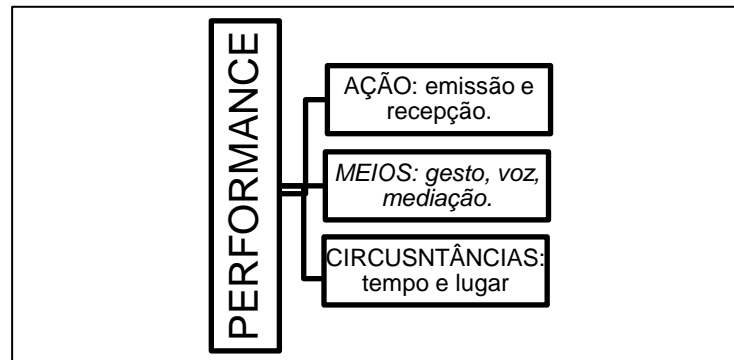 PERFORMANCE
AÇÃO: emissão e
recepção.
MEIOS: gesto, voz,
mediação.
CIRCUSNTÂNCIAS:
tempo e lugar